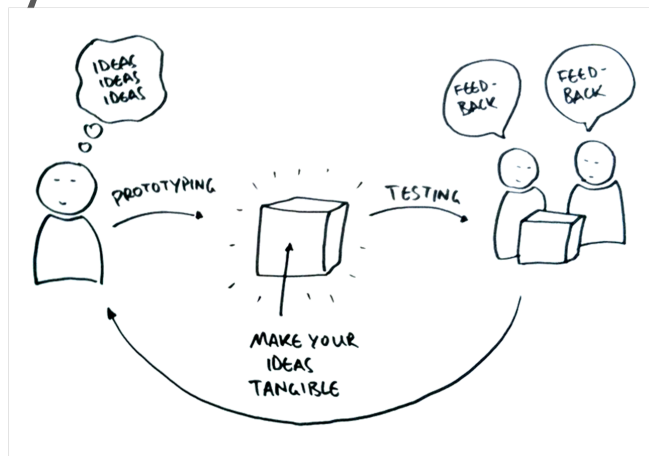 IDEAS
IDEAS
IDEAS
FEED-
BACK
FEED-
BACK
PROTOTYPING
TESTING
MAKE YOUR
IDEAS
TANGIBLE